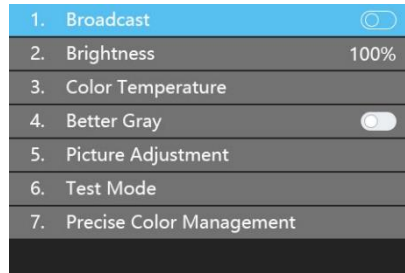 1. Broadcast
2. Brightness 100%
3. Color Temperature
4. Better Gray
5. Picture Adjustment
6. Test Mode
7. Precise Color Management